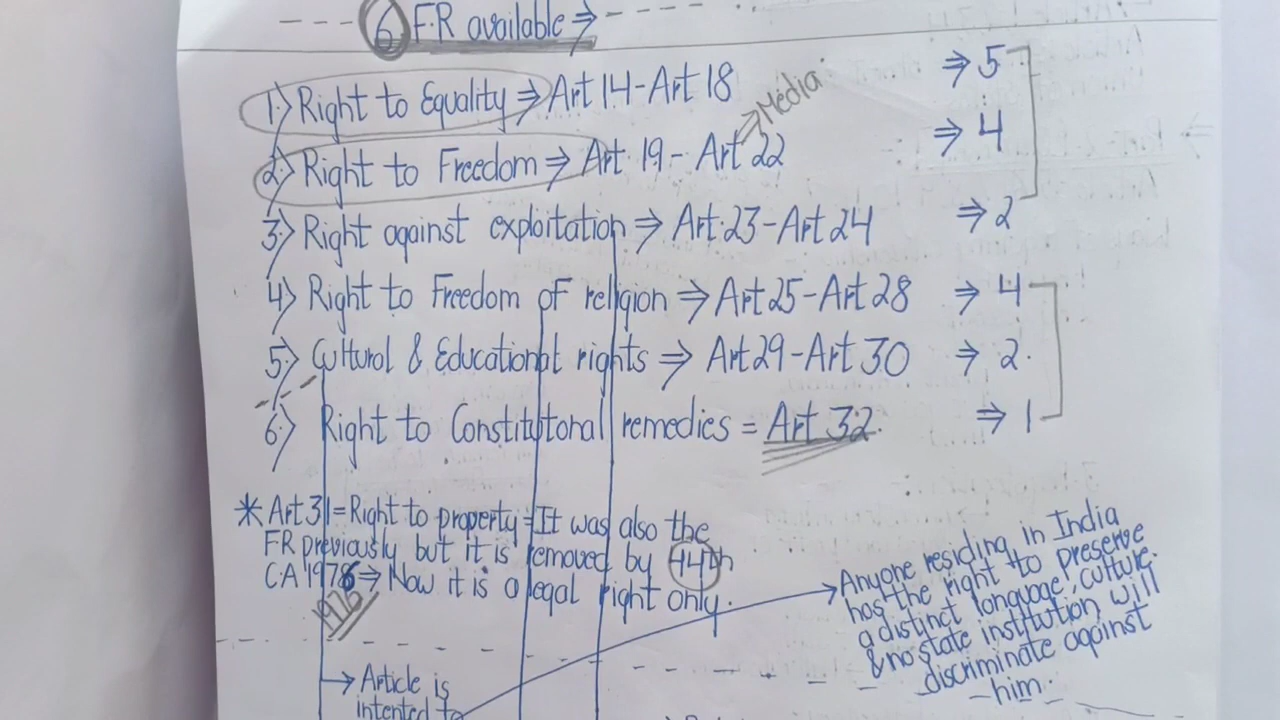 6. F.R available ⇒
1.) Right to Equality ⇒ Art 14 - Art 18 ⇒ 5
⇒ Media
2.) Right to Freedom ⇒ Art. 19 - Art 22 ⇒ 4
3.) Right against exploitation ⇒ Art. 23 - Art 24 ⇒ 2
4.) Right to Freedom of religion ⇒ Art 25 - Art 28 ⇒ 4
5.) Cultural & Educational rights ⇒ Art 29 - Art 30 ⇒ 2.
6.) Right to Constitutonal remedies = Art 32. ⇒ 1
* Art 31 = Right to property = It was also the
FR previously but it is removed by 44th
CA 1978 ⇒ Now it is a legal right only.
1978
→ Anyone residing in India
has the right to preserve
a distinct language, culture.
& no state institution will
discriminate against
him.
→ Article is
intented to